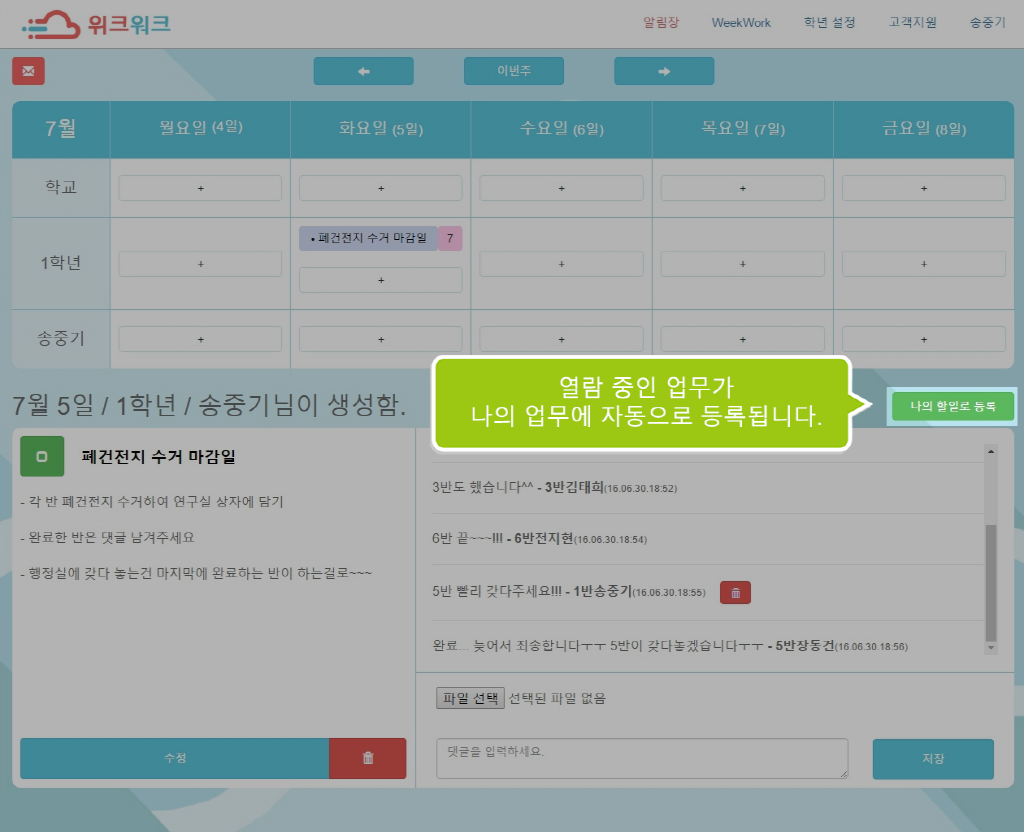 위크워크
알림장 WeekWork 학년 설정 고객지원 송중기
이번주
7월 월요일 (4일) 화요일 (5일) 수요일 (6일) 목요일 (7일) 금요일 (8일)
학교 + + + + +
• 폐건전지 수거 마감일 7
1학년 + + + + +
송중기 + + + + +
열람 중인 업무가
나의 업무에 자동으로 등록됩니다.
7월 5일 / 1학년 / 송중기님이 생성함.
나의 할일로 등록
폐건전지 수거 마감일
- 각 반 폐건전지 수거하여 연구실 상자에 담기
- 완료한 반은 댓글 남겨주세요
- 행정실에 갖다 놓는건 마지막에 완료하는 반이 하는걸로~~~
수정
3반도 했습니다^^ - 3반김태희(16.06.30.18:52)
6반 끝~~~!!! - 6반전지현(16.06.30.18:54)
5반 빨리 갖다주세요!!! - 1반송중기(16.06.30.18:55)
완료... 늦어서 죄송합니다ㅜㅜ 5반이 갖다놓겠습니다ㅜㅜ - 5반장동건(16.06.30.18:56)
파일 선택 선택된 파일 없음
댓글을 입력하세요.
저장